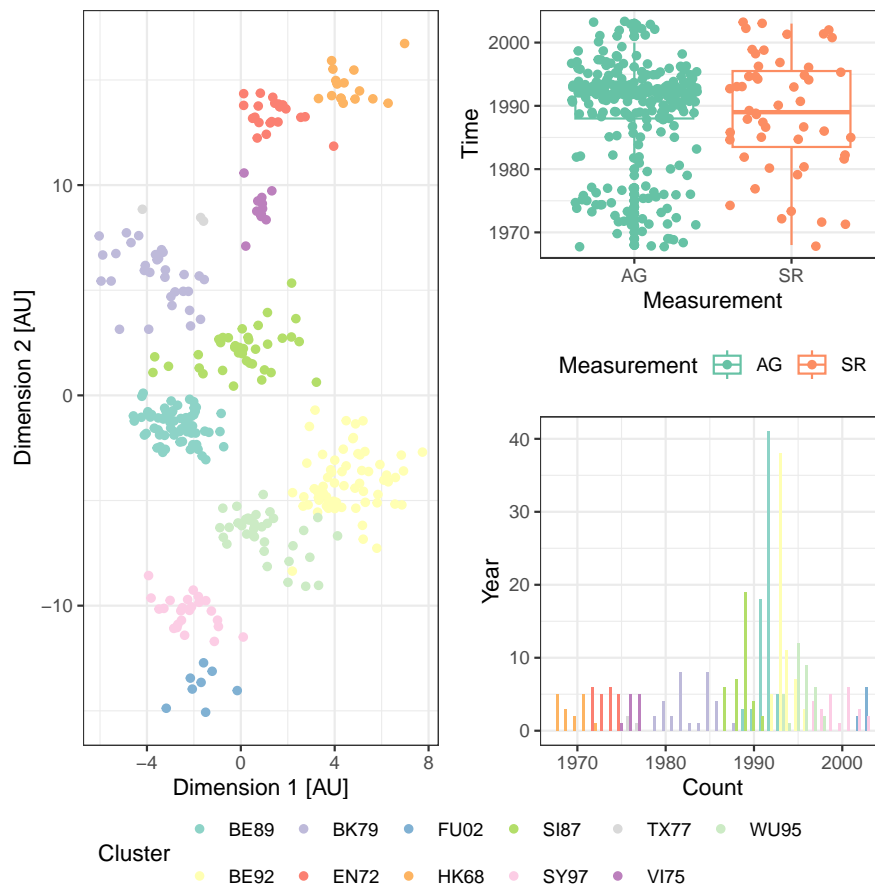 10
0
−10
Dimension 2 [AU]
−4 0 4 8
Dimension 1 [AU]
2000
1990
1980
1970
Time
AG SR
Measurement
Measurement AG SR
40
30
20
10
0
Year
1970 1980 1990 2000
Count
Cluster
BE89 BK79 FU02 SI87 TX77 WU95
BE92 EN72 HK68 SY97 VI75